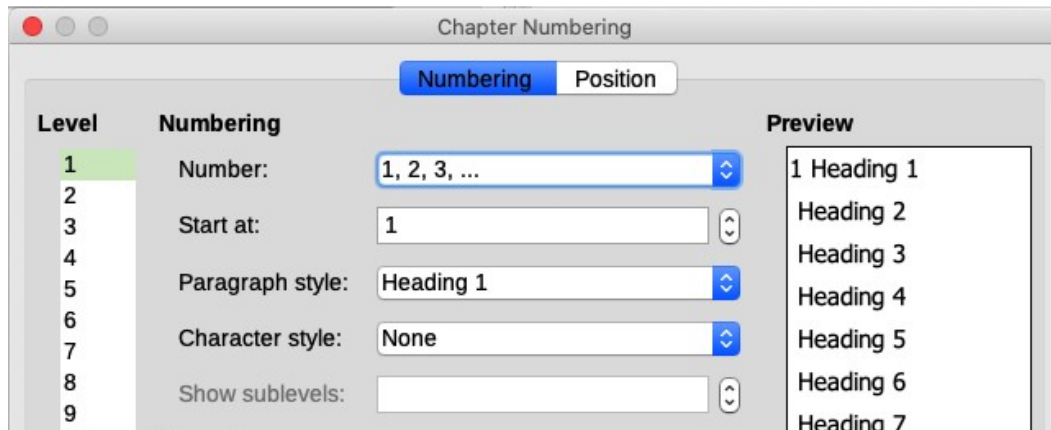 Chapter Numbering
Numbering Position
Level
1
2
3
4
5
6
7
8
9
Numbering
Number: 1, 2, 3, ...
Start at: 1
Paragraph style: Heading 1
Character style: None
Show sublevels:
Preview
1 Heading 1
Heading 2
Heading 3
Heading 4
Heading 5
Heading 6
Heading 7